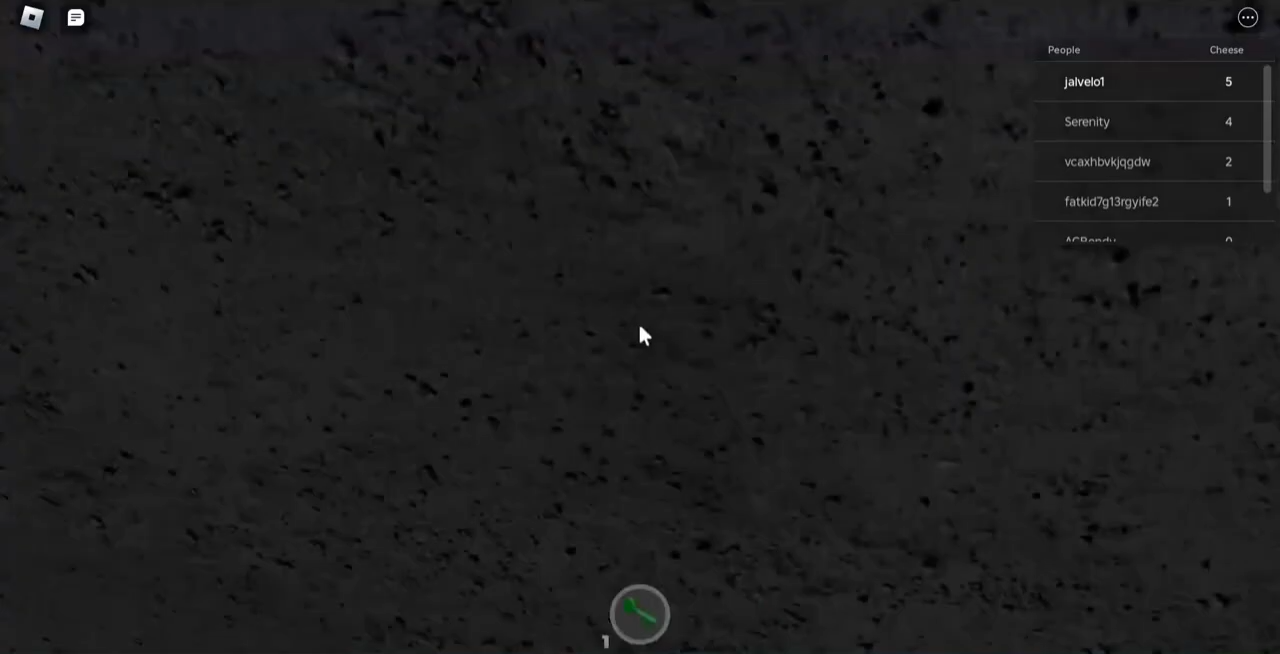 People Cheese
jalvelo1 5
Serenity 4
vcaxhbvkjqgdw 2
fatkid7g13rgyife2 1
1